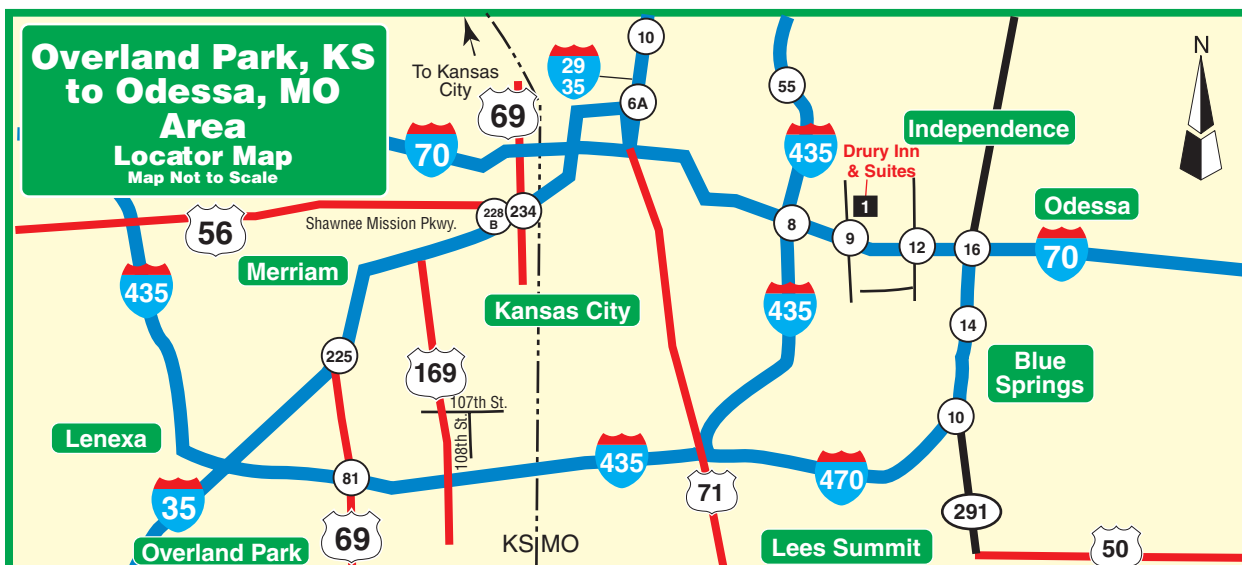 Overland Park, KS
to Odessa, MO
Area
Locator Map
Map Not to Scale
To Kansas
City
69
29
35
10
6A
55
435
Independence
N
70
Drury Inn
& Suites
1
56
Shawnee Mission Pkwy.
228
B
234
8
9
12
16
Odessa
70
Merriam
435
Kansas City
435
14
225
169
Blue
Springs
107th St.
108th St.
10
Lenexa
81
435
470
35
71
291
Overland Park
69
KS
MO
Lees Summit
50